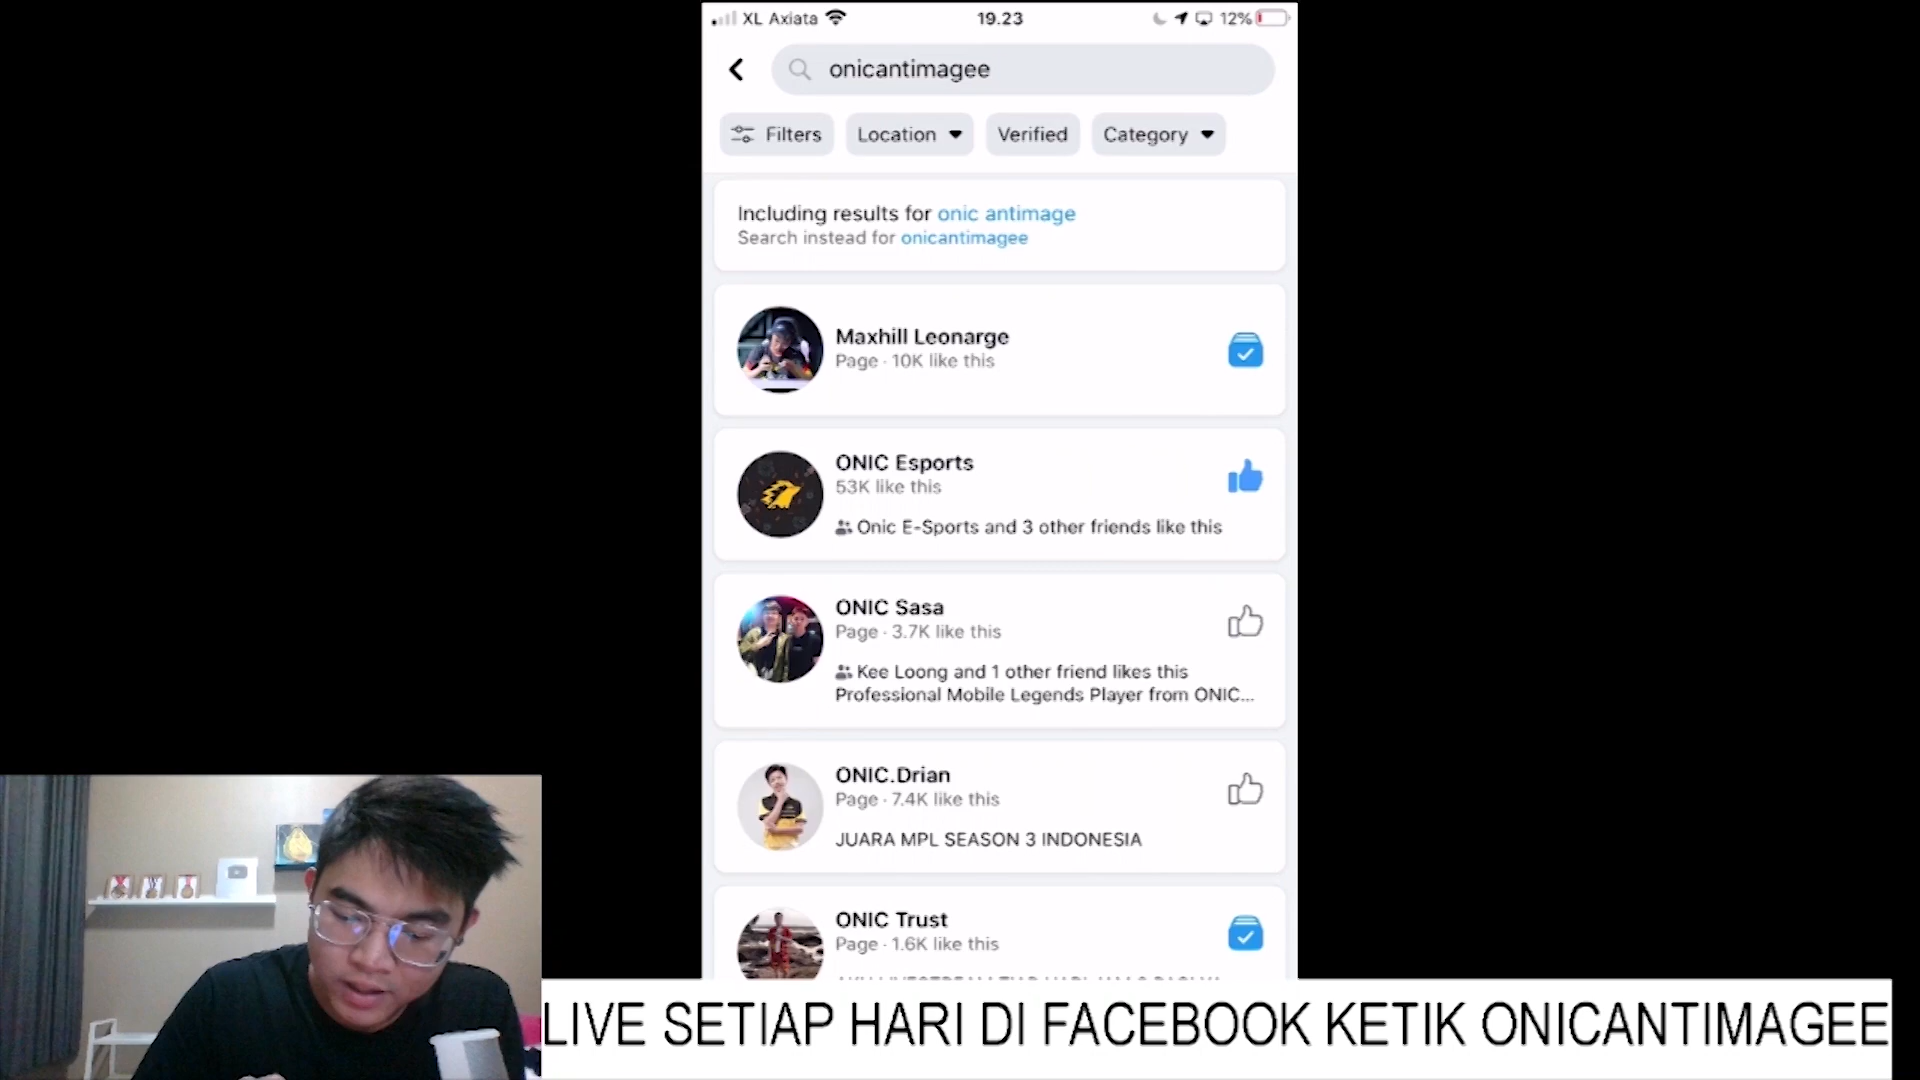 XL Axiata
19.23
12%
onicantimagee
Filters
Location
Verified
Category
Including results for onic antimage
Search instead for onicantimagee
Maxhill Leonarge
Page · 10K like this
ONIC Esports
53K like this
Onic E-Sports and 3 other friends like this
ONIC Sasa
Page · 3.7K like this
Kee Loong and 1 other friend likes this
Professional Mobile Legends Player from ONIC...
ONIC.Drian
Page · 7.4K like this
JUARA MPL SEASON 3 INDONESIA
ONIC Trust
Page · 1.6K like this
LIVE SETIAP HARI DI FACEBOOK KETIK ONICANTIMAGEE